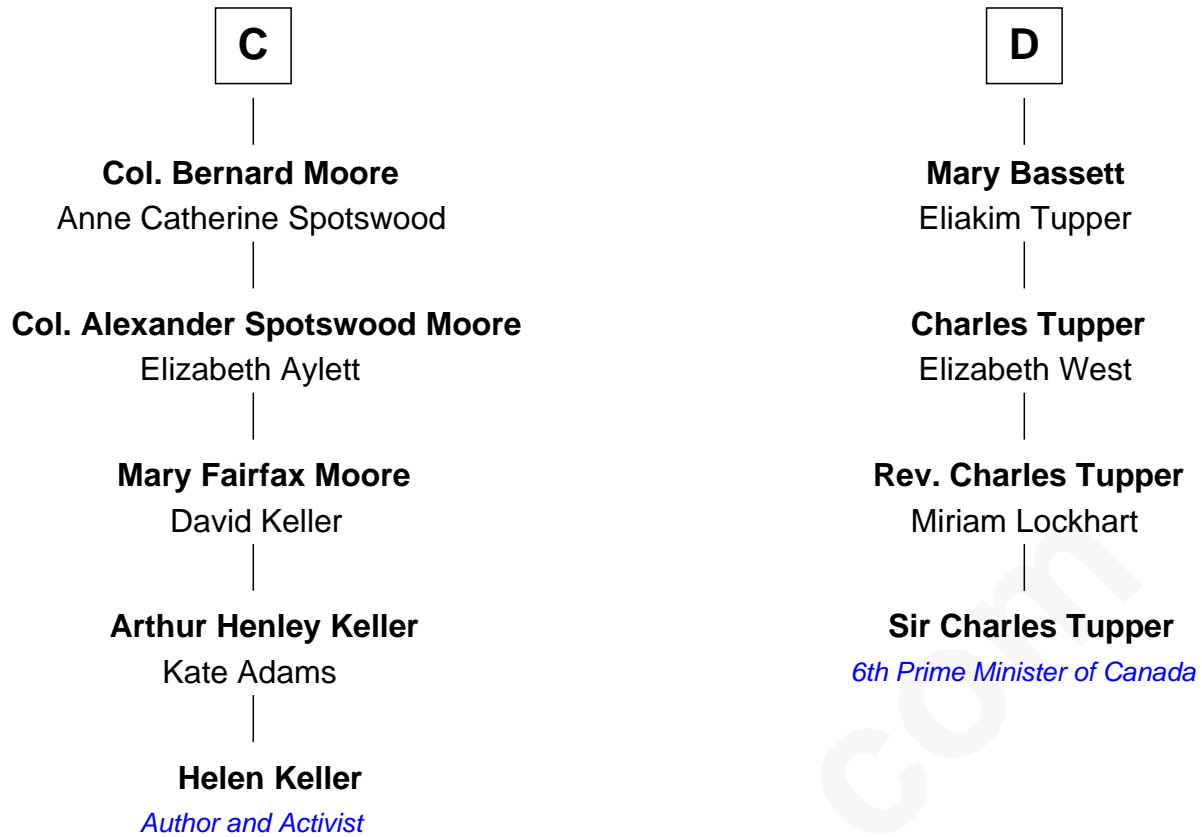 C
Col. Bernard Moore
Anne Catherine Spotswood
Col. Alexander Spotswood Moore
Elizabeth Aylett
Mary Fairfax Moore
David Keller
Arthur Henley Keller
Kate Adams
Helen Keller
Author and Activist
D
Mary Bassett
Eliakim Tupper
Charles Tupper
Elizabeth West
Rev. Charles Tupper
Miriam Lockhart
Sir Charles Tupper
6th Prime Minister of Canada
com